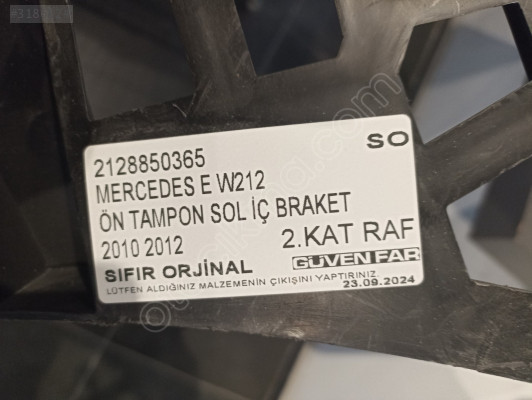 SO
2128850365
MERCEDES E W212
ÖN TAMPON SOL İÇ BRAKET
2010 2012
2.KAT RAF
SIFIR ORJİNAL
GÜVEN FAR
LÜTFEN ALDIĞINIZ MALZEMENİN ÇIKIŞINI YAPTIRINIZ.
23.09.2024